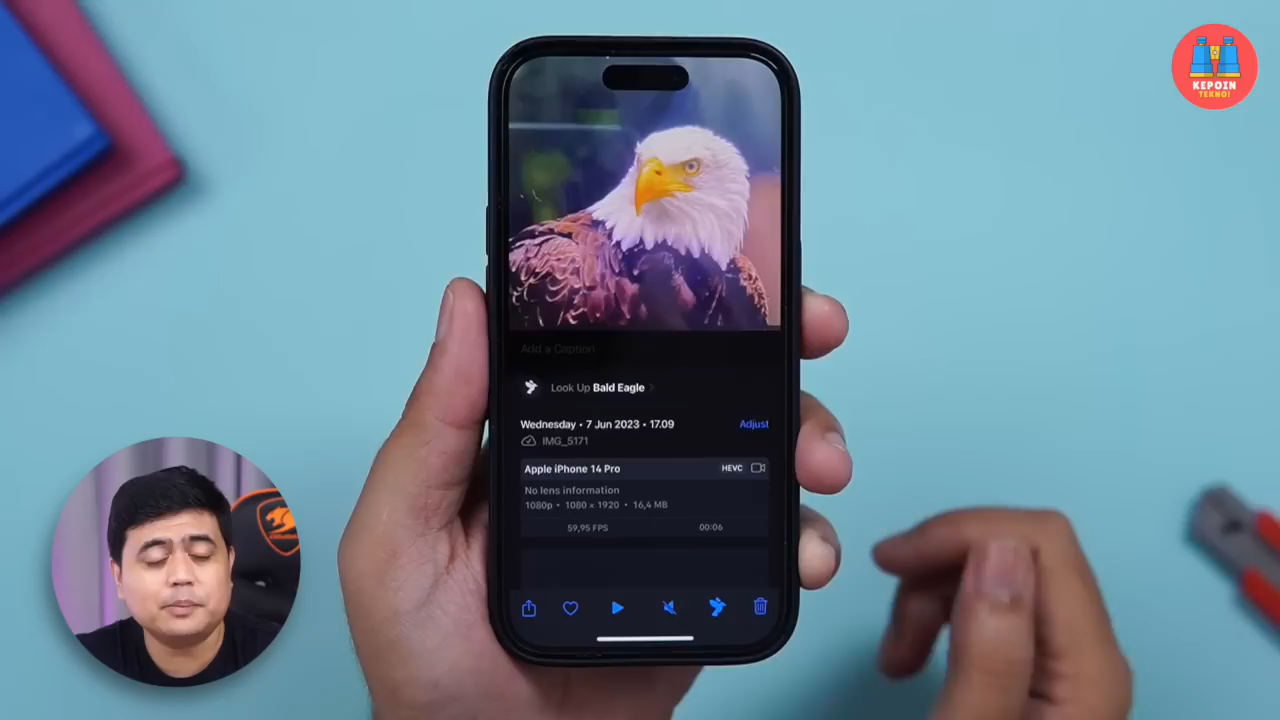 KEPOIN
TEKNO!
Add a Caption
Look Up Bald Eagle
Wednesday • 7 Jun 2023 • 17.09
Adjust
IMG_5171
Apple iPhone 14 Pro
HEVC
No lens information
1080p • 1080 × 1920 • 16,4 MB
59,95 FPS
00:06